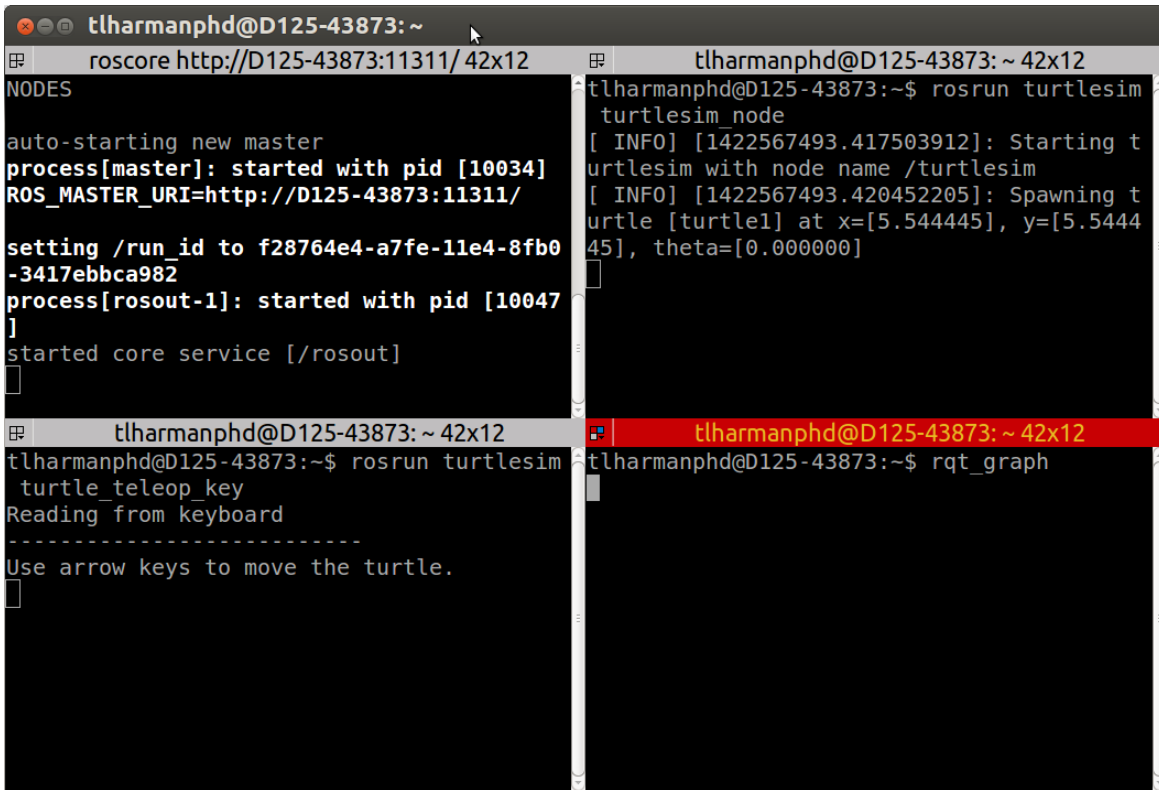 tlharmanphd@D125-43873: ~
roscore http://D125-43873:11311/ 42x12
NODES
auto-starting new master
process[master]: started with pid [10034]
ROS_MASTER_URI=http://D125-43873:11311/
setting /run_id to f28764e4-a7fe-11e4-8fb0
-3417ebbca982
process[rosout-1]: started with pid [10047
]
started core service [/rosout]
tlharmanphd@D125-43873: ~ 42x12
tlharmanphd@D125-43873:~$ rosrun turtlesim
turtlesim_node
[ INFO] [1422567493.417503912]: Starting t
urtlesim with node name /turtlesim
[ INFO] [1422567493.420452205]: Spawning t
urtle [turtle1] at x=[5.544445], y=[5.5444
45], theta=[0.000000]
tlharmanphd@D125-43873: ~ 42x12
tlharmanphd@D125-43873:~$ rosrun turtlesim
turtle_teleop_key
Reading from keyboard
---------------------------
Use arrow keys to move the turtle.
tlharmanphd@D125-43873: ~ 42x12
tlharmanphd@D125-43873:~$ rqt_graph